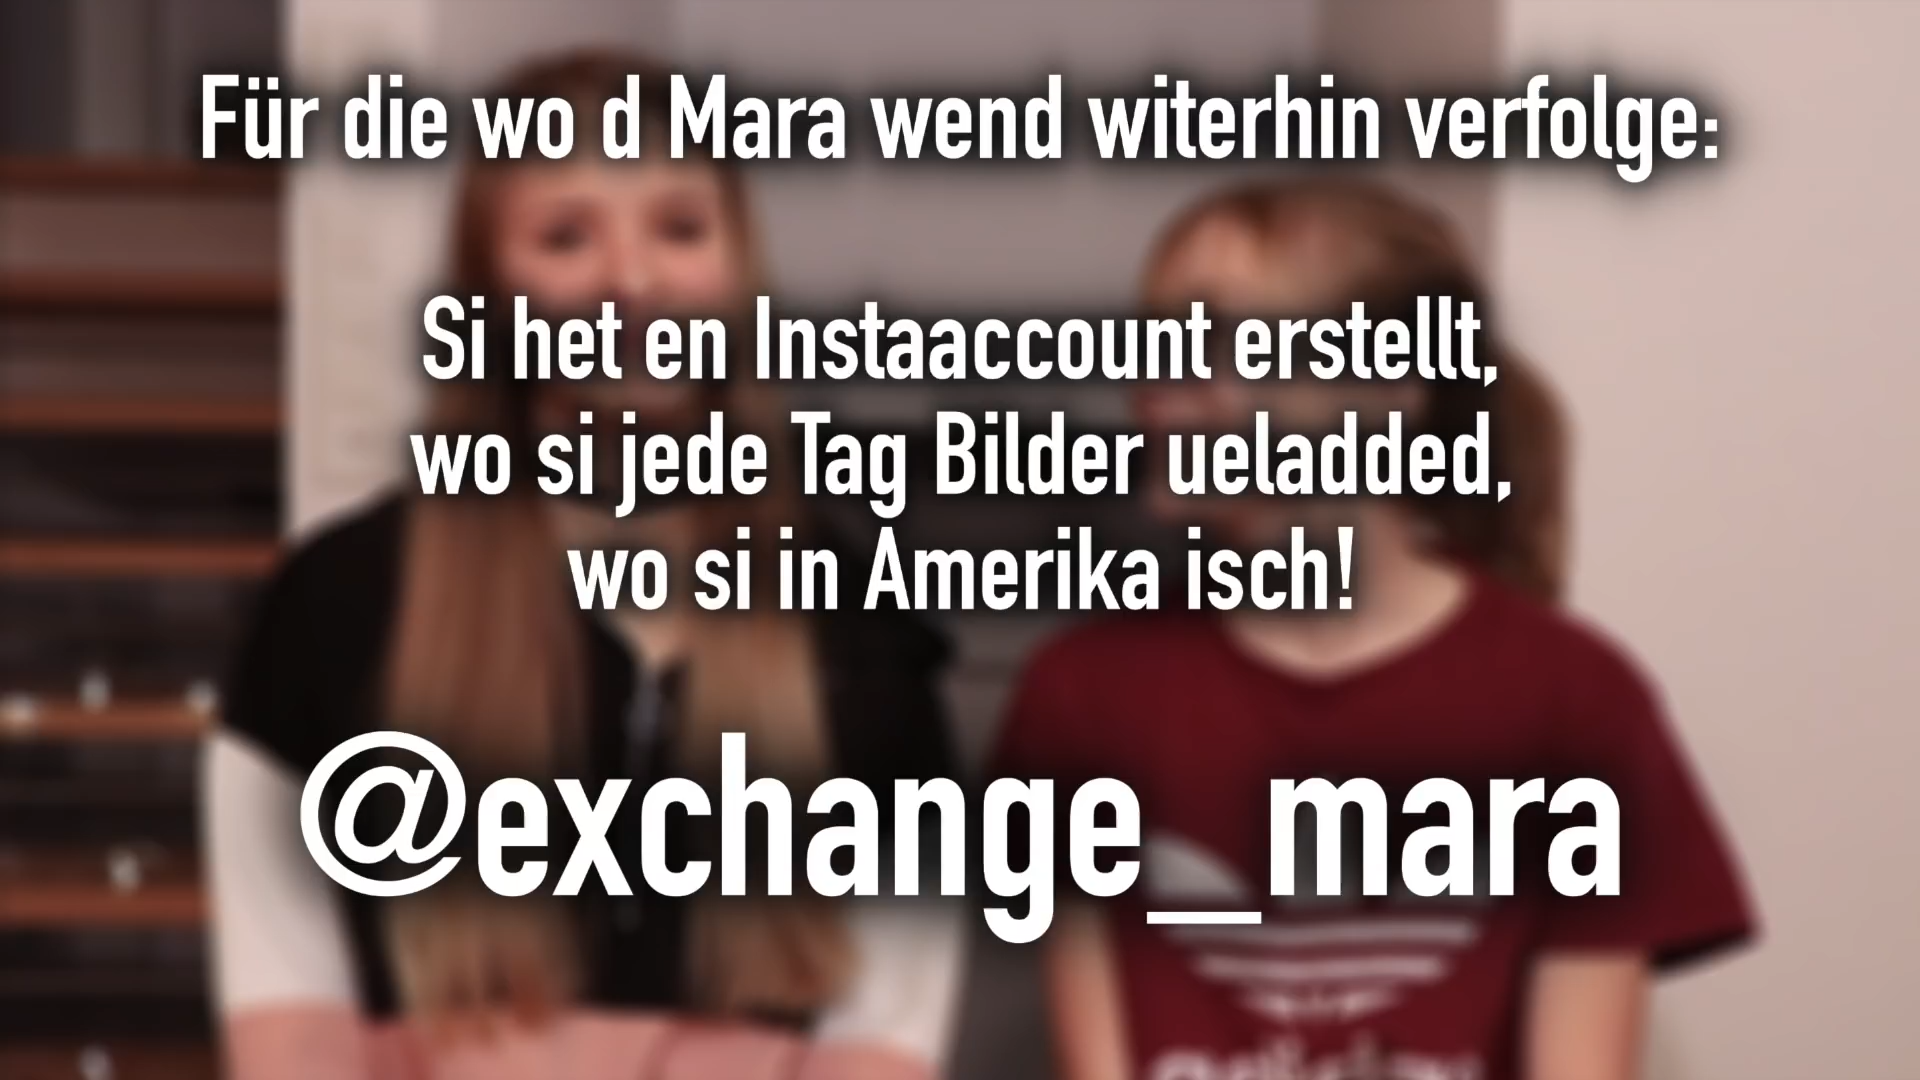 Für die wo d Mara wend witerhin verfolge:
Si het en Instaaccount erstellt,
wo si jede Tag Bilder ueladded,
wo si in Amerika isch!
@exchange_mara